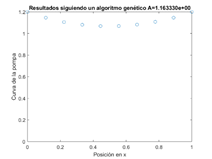 Resultados siguiendo un algoritmo genético A=1.163330e+00
1.2
1
0.8
0.6
0.4
0.2
0
Curva de la pompa
0 0.2 0.4 0.6 0.8 1
Posición en x